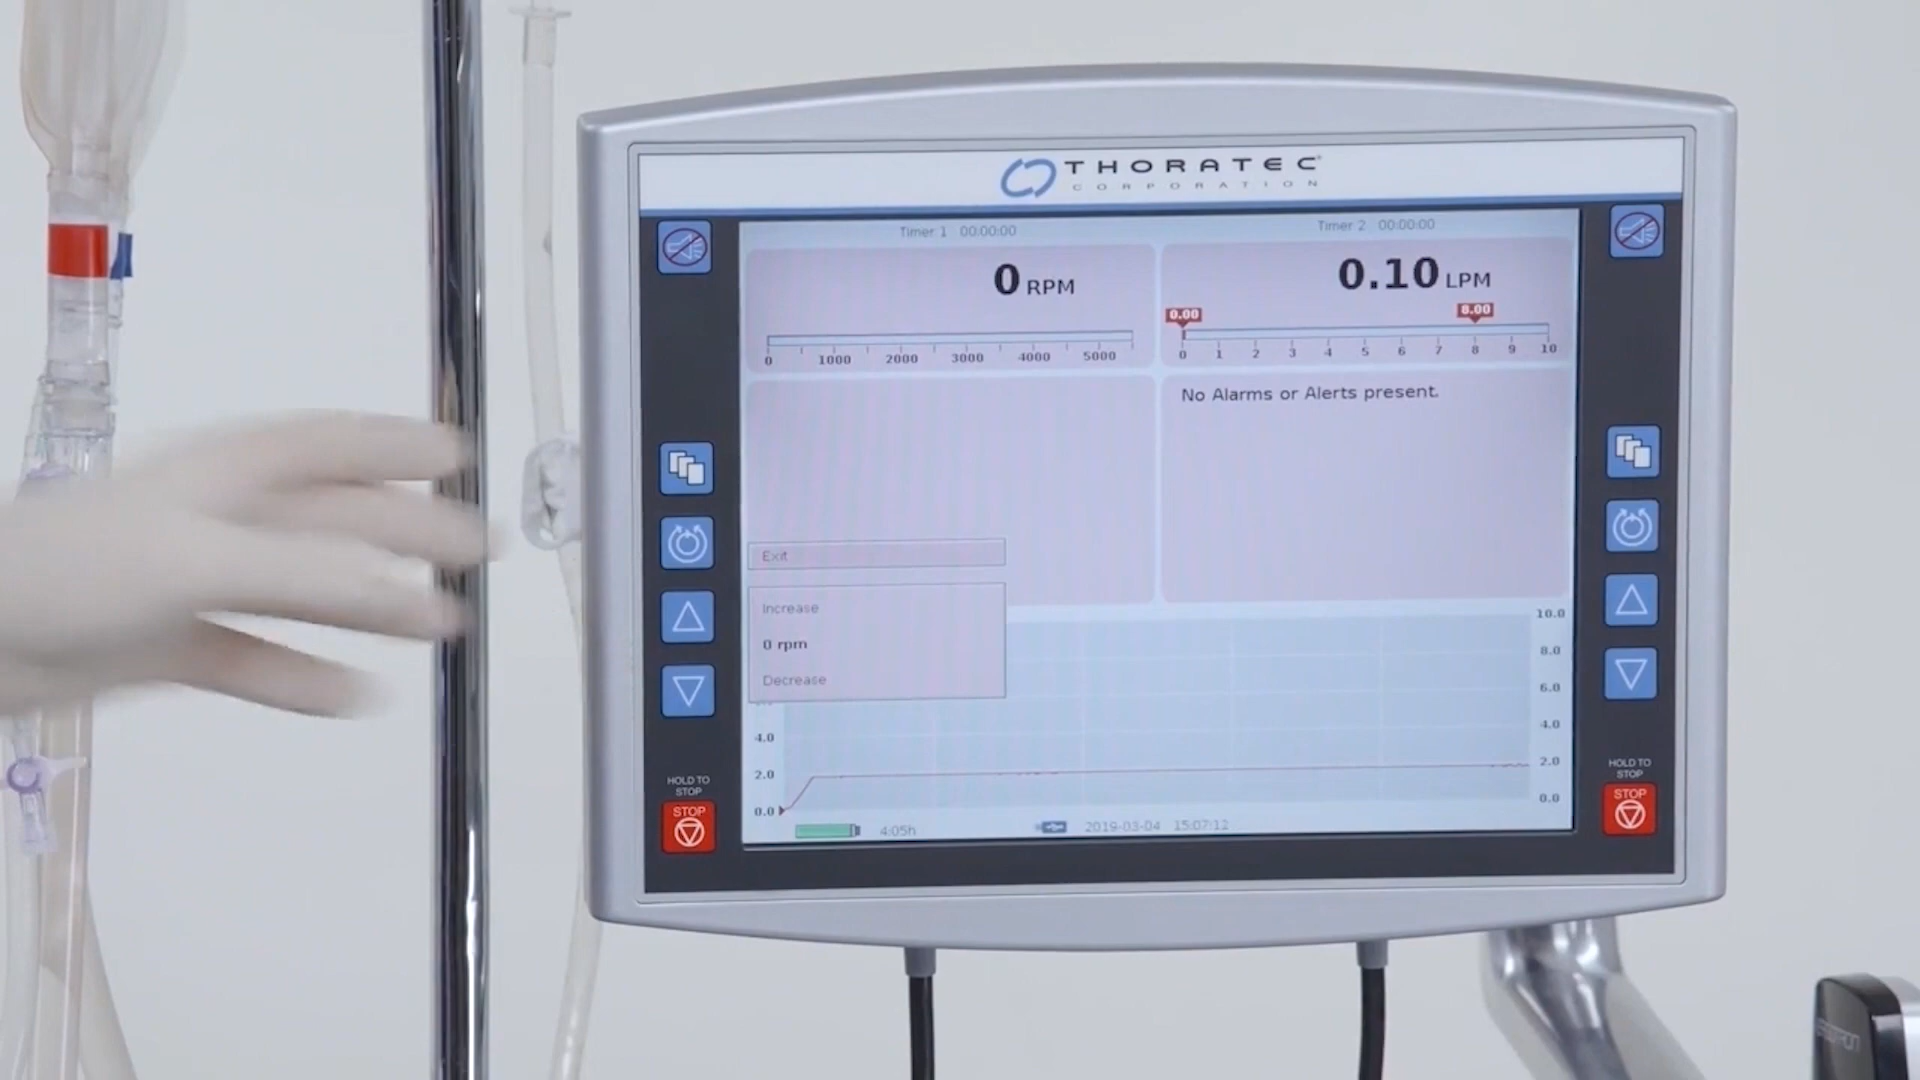 THORATEC
CORPORATION
Timer 1 00:00:00
Timer 2 00:00:00
0 RPM
0.10 LPM
0.00
8.00
0 1000 2000 3000 4000 5000
0 1 2 3 4 5 6 7 8 9 10
No Alarms or Alerts present.
Exit
Increase
0 rpm
Decrease
10.0
8.0
6.0
4.0
4.0
2.0
2.0
0.0
0.0
4:05h
2019-03-04 15:07:12
HOLD TO
STOP
STOP
HOLD TO
STOP
STOP